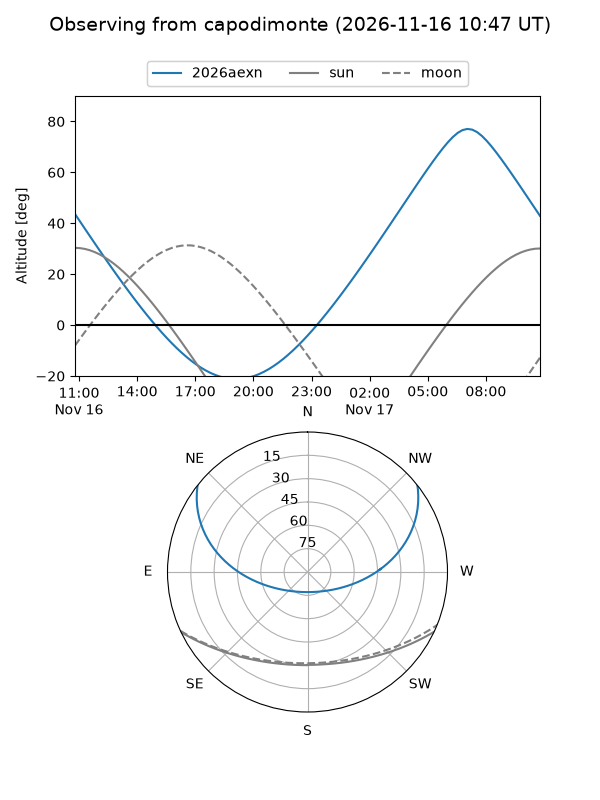 Observing from capodimonte (2026-11-16 10:47 UT)
2026aexn sun moon
Altitude [deg]
80
60
40
20
0
−20
11:00 14:00 17:00 20:00 23:00 02:00 05:00 08:00
Nov 16 Nov 17
N
NE NW
15
30
45
60
75
E W
SE SW
S